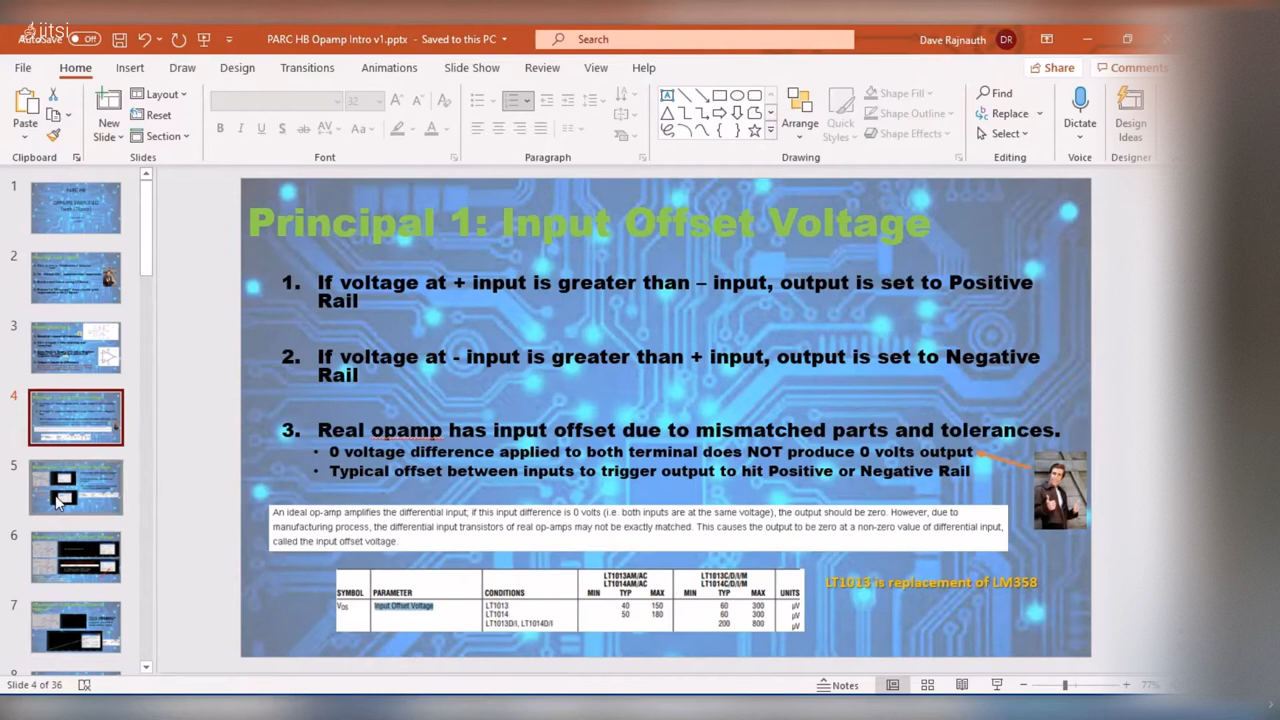 jitsi
AutoSave Off
PARC HB Opamp Intro v1.pptx - Saved to this PC
Search
Dave Rajnauth DR
File Home Insert Draw Design Transitions Animations Slide Show Review View Help Share Comments
Paste
New Slide
Layout
Reset
Section
32
Arrange
Quick Styles
Shape Fill
Shape Outline
Shape Effects
Find
Replace
Select
Dictate
Design Ideas
Clipboard Slides Font Paragraph Drawing Editing Voice Designer
1
2
3
4
5
6
7
Principal 1: Input Offset Voltage
1. If voltage at + input is greater than – input, output is set to Positive
Rail
2. If voltage at - input is greater than + input, output is set to Negative
Rail
3. Real opamp has input offset due to mismatched parts and tolerances.
• 0 voltage difference applied to both terminal does NOT produce 0 volts output
• Typical offset between inputs to trigger output to hit Positive or Negative Rail
An ideal op-amp amplifies the differential input; if this input difference is 0 volts (i.e. both inputs are at the same voltage), the output should be zero. However, due to
manufacturing process, the differential input transistors of real op-amps may not be exactly matched. This causes the output to be zero at a non-zero value of differential input,
called the input offset voltage.
LT1013AM/AC LT1013C/D/I/M
LT1014AM/AC LT1014C/D/I/M
SYMBOL PARAMETER CONDITIONS MIN TYP MAX MIN TYP MAX UNITS
VOS Input Offset Voltage LT1013 40 150 60 300 µV
LT1014 50 180 60 300 µV
LT1013D/I, LT1014D/I 200 800 µV
LT1013 is replacement of LM358
Slide 4 of 36
Notes
77%